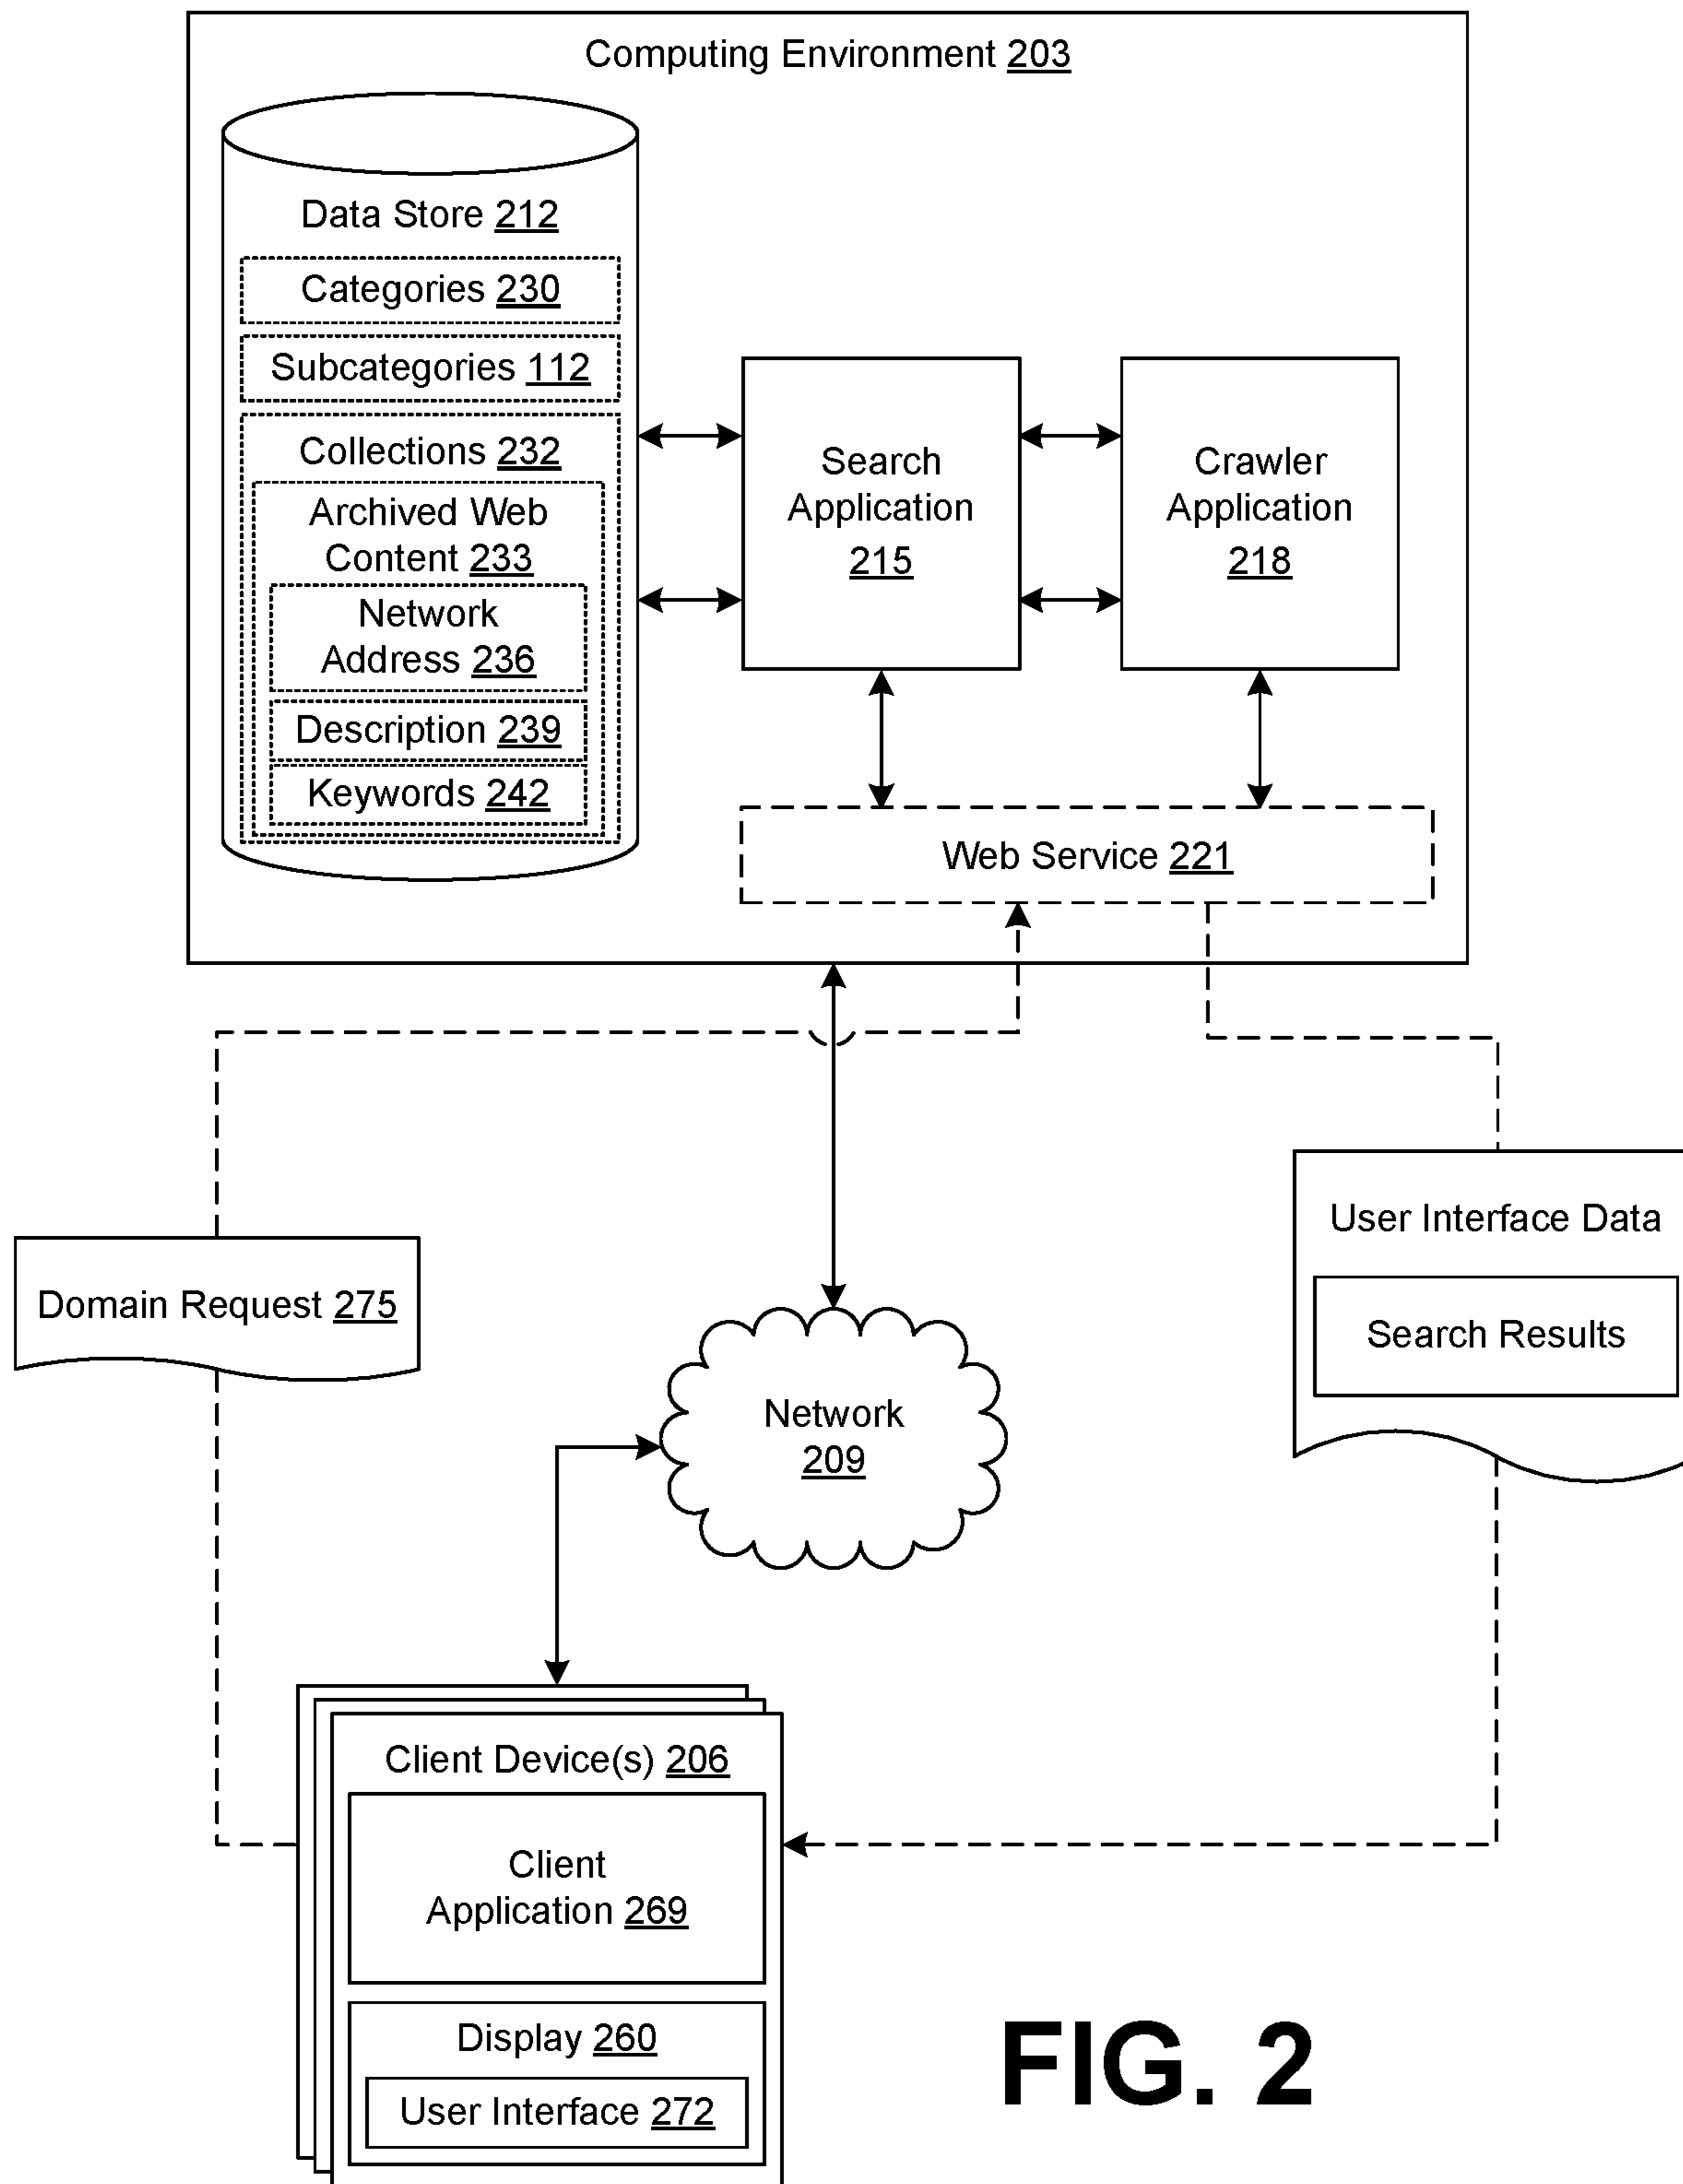 Computing Environment 203
Data Store 212
Categories 230
Subcategories 112
Collections 232
Archived Web
Content 233
Network
Address 236
Description 239
Keywords 242
Search
Application
215
Crawler
Application
218
Web Service 221
Domain Request 275
User Interface Data
Search Results
Network
209
Client Device(s) 206
Client
Application 269
Display 260
User Interface 272
FIG. 2